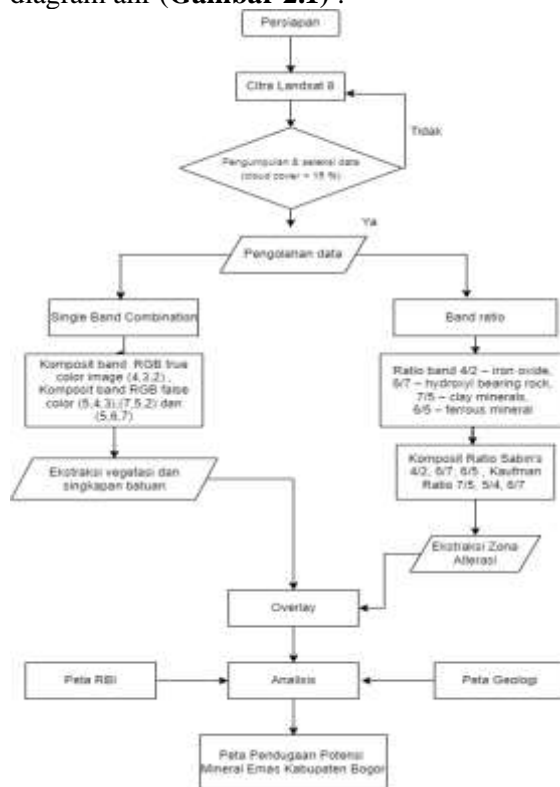 diagram alir (Gambar 2.1) :
Persiapan
Citra Landsat 8
Tidak
Pengumpulan & seleksi data
(cloud cover = 15 %)
Ya
Pengolahan data
Single Band Combination
Band ratio
Komposit band RGB true
color image (4,3,2) ,
Komposit band RGB false
color (5,4,3),(7,5,2) dan
(5,6,7)
Ratio band 4/2 – iron oxide,
6/7 – hydroxyl bearing rock,
7/5 – clay minerals,
6/5 – ferrous mineral
Ekstraksi vegetasi dan
singkapan batuan
Komposit Ratio Sabin's
4/2, 6/7, 6/5 , Kaufman
Ratio 7/5, 5/4, 6/7
Ekstraksi Zona
Alterasi
Overlay
Peta RBI
Analisis
Peta Geologi
Peta Pendugaan Potensi
Mineral Emas Kabupaten Bogor